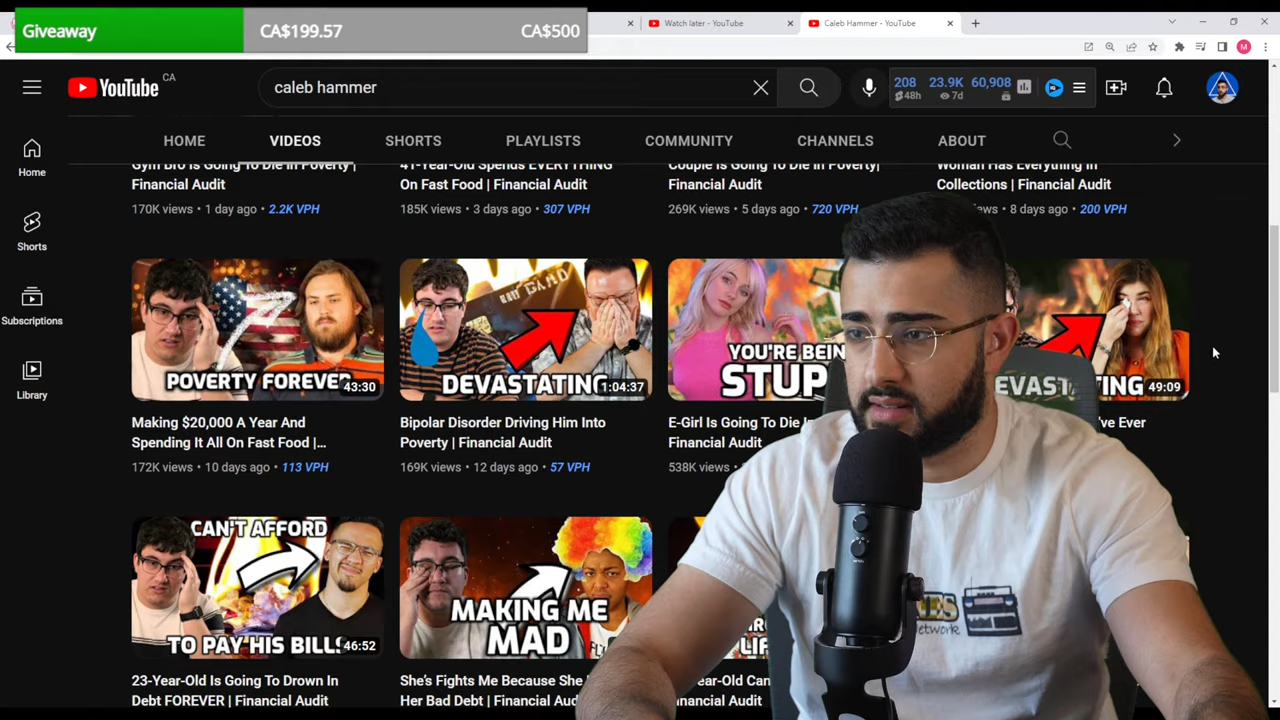 Giveaway
CA$199.57
CA$500
Watch later - YouTube
Caleb Hammer - YouTube
M
YouTube
CA
caleb hammer
208
48h
23.9K
7d
60,908
HOME
VIDEOS
SHORTS
PLAYLISTS
COMMUNITY
CHANNELS
ABOUT
Home
Shorts
Subscriptions
Library
Gym Bro Is Going To Die In Poverty |
Financial Audit
170K views • 1 day ago • 2.2K VPH
41-Year-Old Spends EVERYTHING
On Fast Food | Financial Audit
185K views • 3 days ago • 307 VPH
Couple Is Going To Die In Poverty|
Financial Audit
269K views • 5 days ago • 720 VPH
Woman Has Everything In
Collections | Financial Audit
8 days ago • 200 VPH
POVERTY FOREVER
43:30
Making $20,000 A Year And
Spending It All On Fast Food |...
172K views • 10 days ago • 113 VPH
DEVASTATING
1:04:37
Bipolar Disorder Driving Him Into
Poverty | Financial Audit
169K views • 12 days ago • 57 VPH
YOU'RE BEIN
STUP
E-Girl Is Going To Die
Financial Audit
538K views
49:09
've Ever
CAN'T AFFORD
TO PAY HIS BILLS
46:52
23-Year-Old Is Going To Drown In
Debt FOREVER | Financial Audit
MAKING ME
MAD
She's Fights Me Because She
Her Bad Debt | Financial Audit
23-Year-Old Can
Financial Audit
etwork